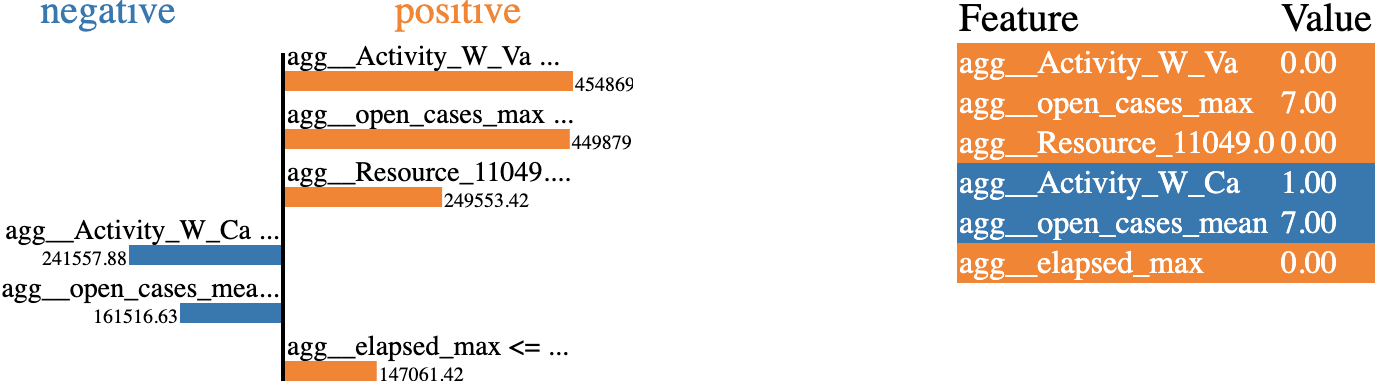 negative
positive
agg__Activity_W_Va ...
454869
agg__open_cases_max ...
449879
agg__Resource_11049....
249553.42
agg__Activity_W_Ca ...
241557.88
agg__open_cases_mea...
161516.63
agg__elapsed_max <= ...
147061.42
Feature Value
agg__Activity_W_Va 0.00
agg__open_cases_max 7.00
agg__Resource_11049.0 0.00
agg__Activity_W_Ca 1.00
agg__open_cases_mean 7.00
agg__elapsed_max 0.00